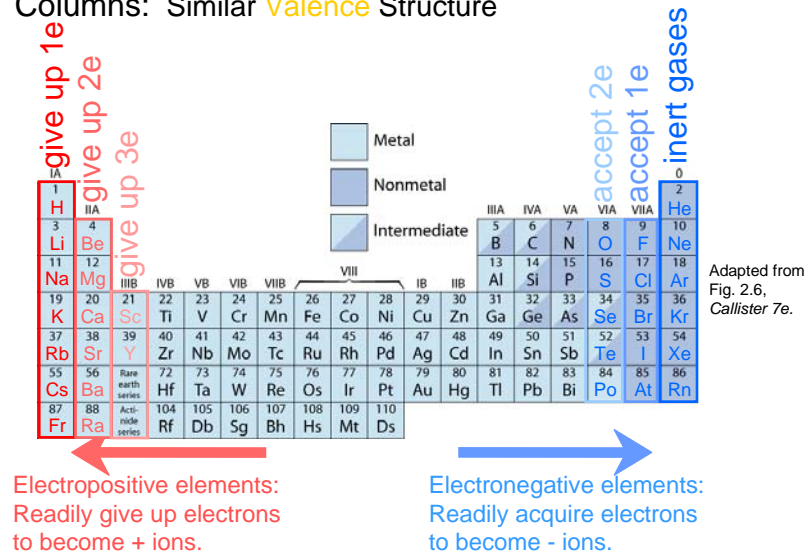 Columns: Similar Valence Structure
give up 1e
give up 2e
give up 3e
accept 2e
accept 1e
inert gases
Metal
Nonmetal
Intermediate
IA
IIA
IIIB
IVB
VB
VIB
VIIB
VIII
IB
IIB
IIIA
IVA
VA
VIA
VIIA
0
1 2
H He
3 4 5 6 7 8 9 10
Li Be B C N O F Ne
11 12 13 14 15 16 17 18
Na Mg Al Si P S Cl Ar
19 20 21 22 23 24 25 26 27 28 29 30 31 32 33 34 35 36
K Ca Sc Ti V Cr Mn Fe Co Ni Cu Zn Ga Ge As Se Br Kr
37 38 39 40 41 42 43 44 45 46 47 48 49 50 51 52 53 54
Rb Sr Y Zr Nb Mo Tc Ru Rh Pd Ag Cd In Sn Sb Te I Xe
55 56 Rare earth series 72 73 74 75 76 77 78 79 80 81 82 83 84 85 86
Cs Ba Hf Ta W Re Os Ir Pt Au Hg Tl Pb Bi Po At Rn
87 88 Acti- nide series 104 105 106 107 108 109 110
Fr Ra Rf Db Sg Bh Hs Mt Ds
Adapted from
Fig. 2.6,
Callister 7e.
Electropositive elements:
Readily give up electrons
to become + ions.
Electronegative elements:
Readily acquire electrons
to become - ions.